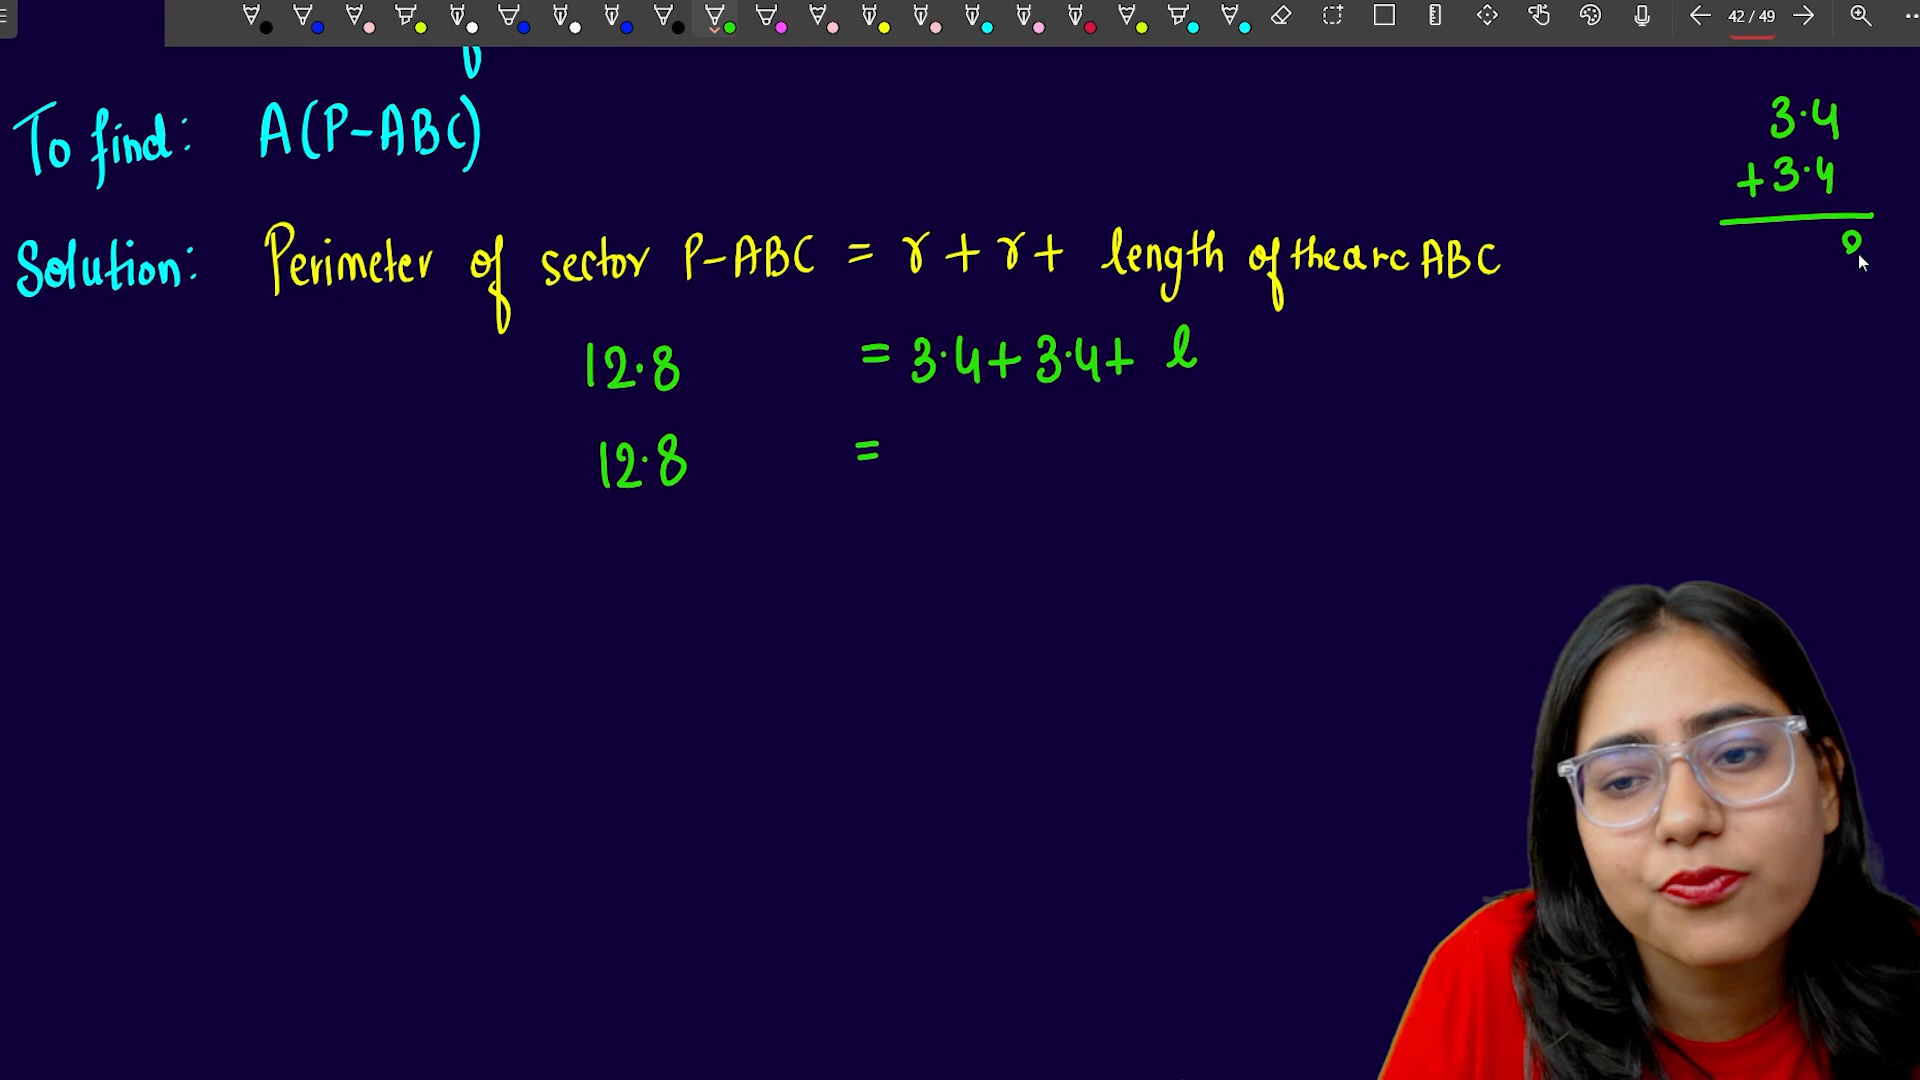 42 / 49
To find: A(P-ABC)
3.4
+3.4
Solution: Perimeter of sector P-ABC = r + r + length of the arc ABC
12.8 = 3.4 + 3.4 + l
12.8 =